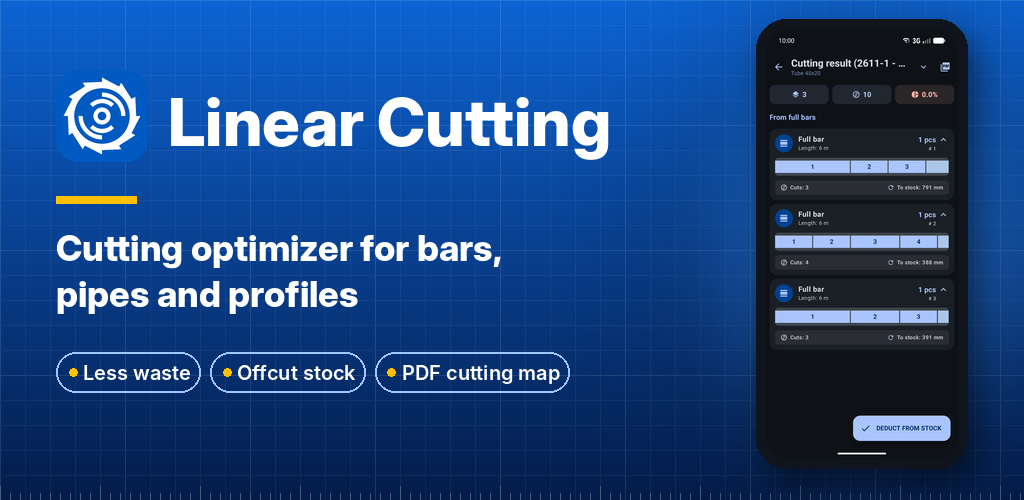 Linear Cutting
Cutting optimizer for bars,
pipes and profiles
Less waste
Offcut stock
PDF cutting map
10:00
3G
Cutting result (2611-1 - ...
Tube 40x20
3
10
0.0%
From full bars
Full bar
1 pcs
Length: 6 m
# 1
1 2 3
Cuts: 3
To stock: 791 mm
Full bar
1 pcs
Length: 6 m
# 2
1 2 3 4
Cuts: 4
To stock: 388 mm
Full bar
1 pcs
Length: 6 m
# 3
1 2 3
Cuts: 3
To stock: 391 mm
DEDUCT FROM STOCK